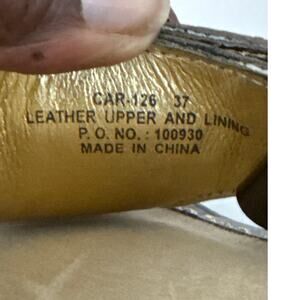 CAR-126 37
LEATHER UPPER AND LINING
P.O. NO.: 100930
MADE IN CHINA